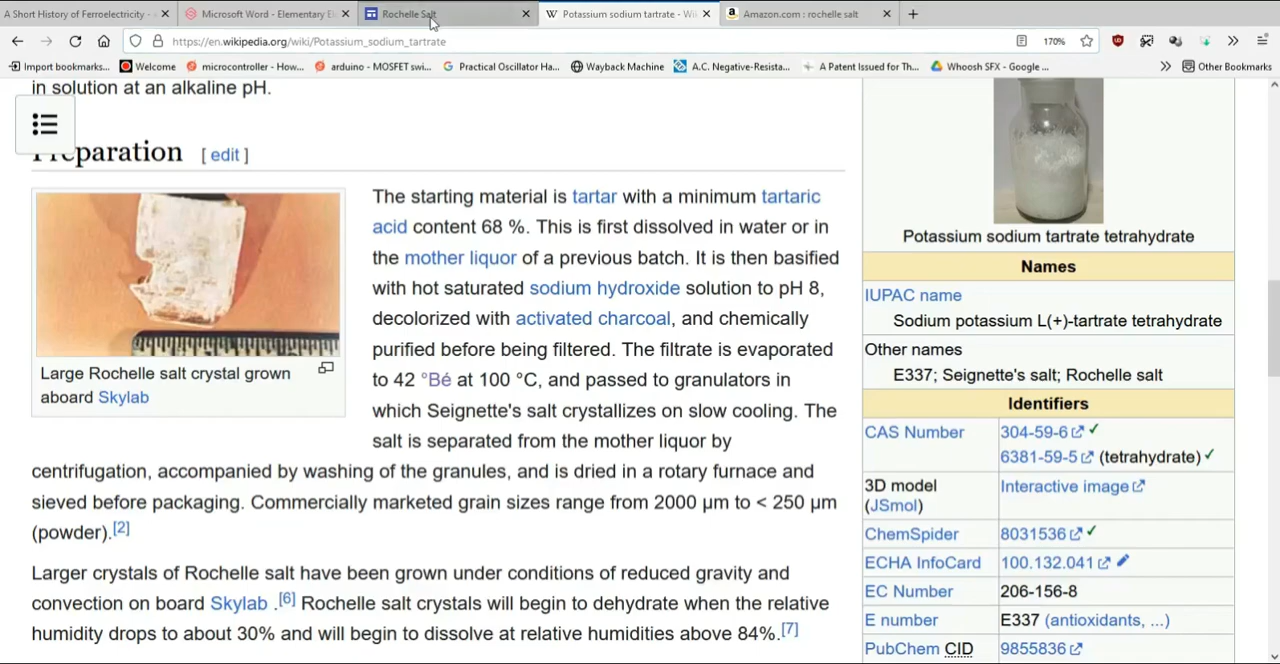 A Short History of Ferroelectricity -
Microsoft Word - Elementary El
Rochelle Salt
W Potassium sodium tartrate - Wi
a Amazon.com : rochelle salt
https://en.wikipedia.org/wiki/Potassium_sodium_tartrate
170%
Import bookmarks...
Welcome
microcontroller - How...
arduino - MOSFET swi...
Practical Oscillator Ha...
Wayback Machine
A.C. Negative-Resista...
A Patent Issued for Th...
Whoosh SFX - Google ...
Other Bookmarks
in solution at an alkaline pH.
Preparation [ edit ]
The starting material is tartar with a minimum tartaric
acid content 68 %. This is first dissolved in water or in
the mother liquor of a previous batch. It is then basified
with hot saturated sodium hydroxide solution to pH 8,
decolorized with activated charcoal, and chemically
purified before being filtered. The filtrate is evaporated
to 42 °Bé at 100 °C, and passed to granulators in
which Seignette's salt crystallizes on slow cooling. The
salt is separated from the mother liquor by
centrifugation, accompanied by washing of the granules, and is dried in a rotary furnace and
sieved before packaging. Commercially marketed grain sizes range from 2000 μm to < 250 μm
(powder).[2]
Large Rochelle salt crystal grown
aboard Skylab
Larger crystals of Rochelle salt have been grown under conditions of reduced gravity and
convection on board Skylab .[6] Rochelle salt crystals will begin to dehydrate when the relative
humidity drops to about 30% and will begin to dissolve at relative humidities above 84%.[7]
Potassium sodium tartrate tetrahydrate
Names
IUPAC name
Sodium potassium L(+)-tartrate tetrahydrate
Other names
E337; Seignette's salt; Rochelle salt
Identifiers
CAS Number
304-59-6
6381-59-5 (tetrahydrate)
3D model
(JSmol)
Interactive image
ChemSpider
8031536
ECHA InfoCard
100.132.041
EC Number
206-156-8
E number
E337 (antioxidants, ...)
PubChem CID
9855836